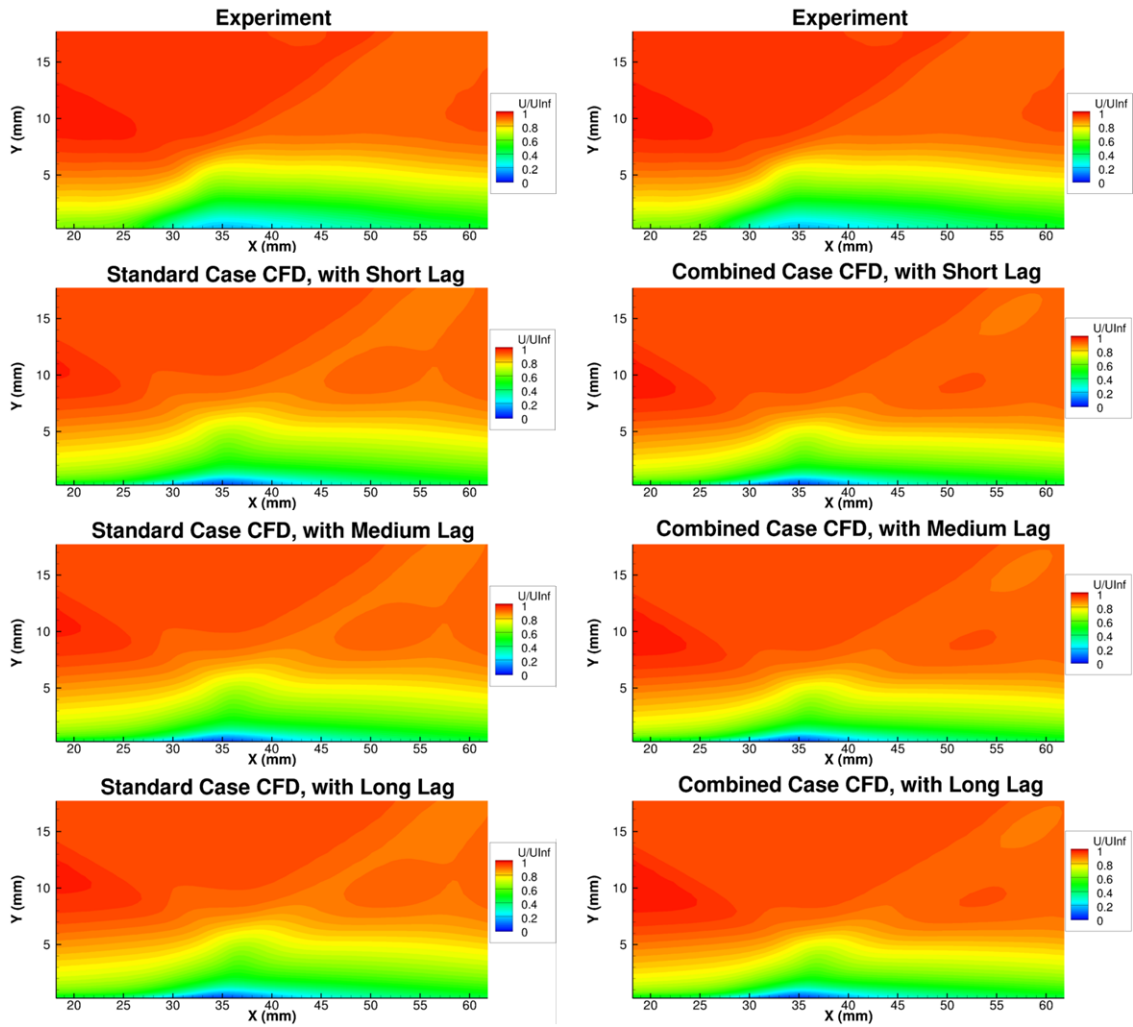 Experiment
Y (mm)
15
10
5
20 25 30 35 40 45 50 55 60
X (mm)
U/UInf
1
0.8
0.6
0.4
0.2
0
Experiment
Y (mm)
15
10
5
20 25 30 35 40 45 50 55 60
X (mm)
U/UInf
1
0.8
0.6
0.4
0.2
0
Standard Case CFD, with Short Lag
Y (mm)
15
10
5
20 25 30 35 40 45 50 55 60
X (mm)
U/UInf
1
0.8
0.6
0.4
0.2
0
Combined Case CFD, with Short Lag
Y (mm)
15
10
5
20 25 30 35 40 45 50 55 60
X (mm)
U/UInf
1
0.8
0.6
0.4
0.2
0
Standard Case CFD, with Medium Lag
Y (mm)
15
10
5
20 25 30 35 40 45 50 55 60
X (mm)
U/UInf
1
0.8
0.6
0.4
0.2
0
Combined Case CFD, with Medium Lag
Y (mm)
15
10
5
20 25 30 35 40 45 50 55 60
X (mm)
U/UInf
1
0.8
0.6
0.4
0.2
0
Standard Case CFD, with Long Lag
Y (mm)
15
10
5
20 25 30 35 40 45 50 55 60
X (mm)
U/UInf
1
0.8
0.6
0.4
0.2
0
Combined Case CFD, with Long Lag
Y (mm)
15
10
5
20 25 30 35 40 45 50 55 60
X (mm)
U/UInf
1
0.8
0.6
0.4
0.2
0